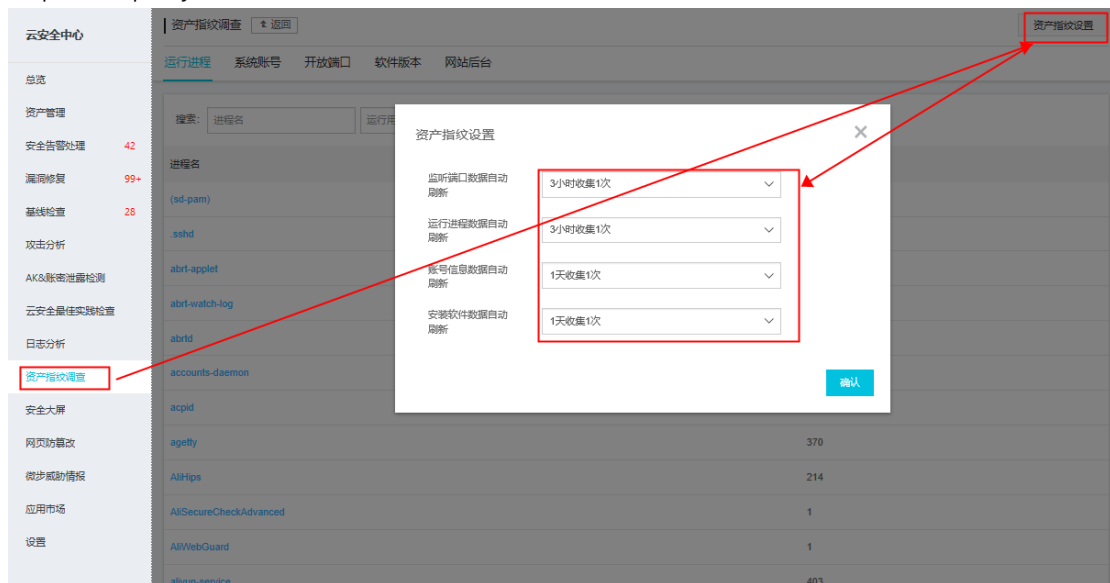 云安全中心
总览
资产管理
安全告警处理 42
漏洞修复 99+
基线检查 28
攻击分析
AK&账密泄露检测
云安全最佳实践检查
日志分析
资产指纹调查
安全大屏
网页防篡改
微步威胁情报
应用市场
设置
资产指纹调查 返回
资产指纹设置
运行进程 系统账号 开放端口 软件版本 网站后台
搜索: 进程名 运行用
进程名
(sd-pam)
.sshd
abrt-applet
abrt-watch-log
abrtd
accounts-daemon
acpid
agetty 370
AliHips 214
AliSecureCheckAdvanced 1
AliWebGuard 1
aliyun-service 403
资产指纹设置
监听端口数据自动
刷新
3小时收集1次
运行进程数据自动
刷新
3小时收集1次
账号信息数据自动
刷新
1天收集1次
安装软件数据自动
刷新
1天收集1次
确认